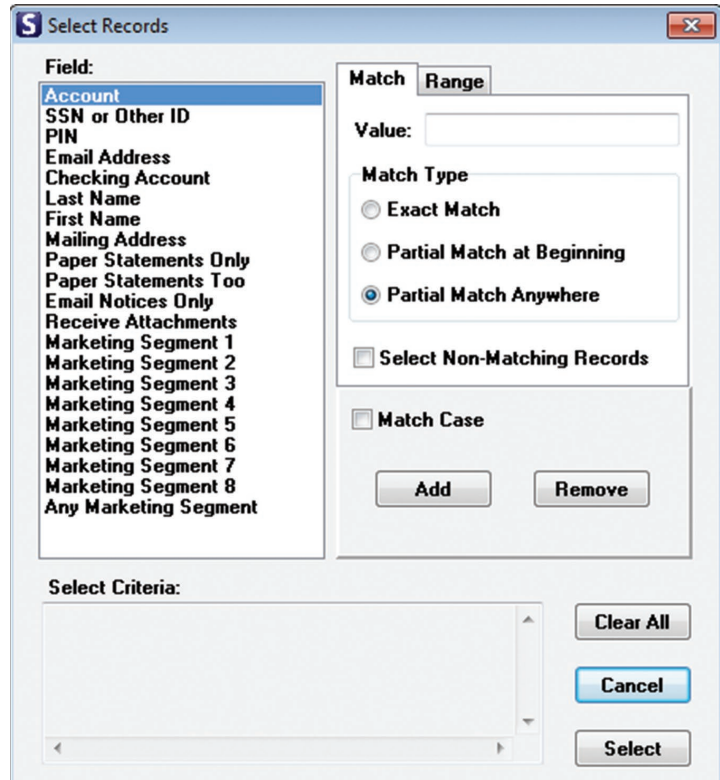 S Select Records
Field:
Account
SSN or Other ID
PIN
Email Address
Checking Account
Last Name
First Name
Mailing Address
Paper Statements Only
Paper Statements Too
Email Notices Only
Receive Attachments
Marketing Segment 1
Marketing Segment 2
Marketing Segment 3
Marketing Segment 4
Marketing Segment 5
Marketing Segment 6
Marketing Segment 7
Marketing Segment 8
Any Marketing Segment
Match Range
Value:
Match Type
Exact Match
Partial Match at Beginning
Partial Match Anywhere
Select Non-Matching Records
Match Case
Add Remove
Select Criteria:
Clear All
Cancel
Select